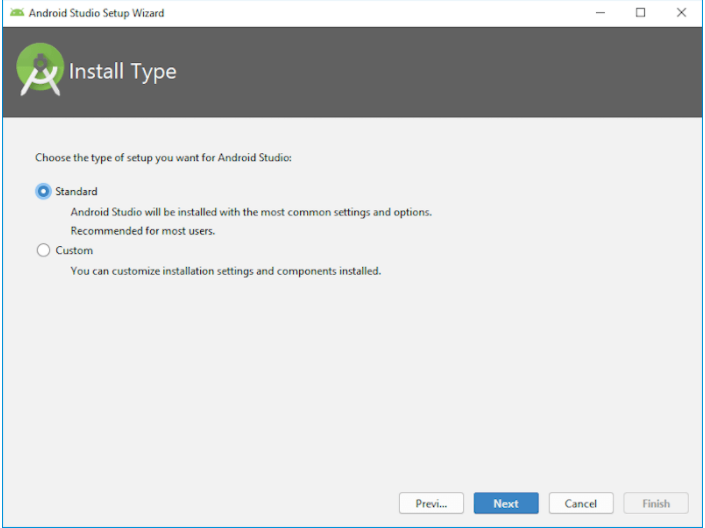 Android Studio Setup Wizard
Install Type
Choose the type of setup you want for Android Studio:
Standard
Android Studio will be installed with the most common settings and options.
Recommended for most users.
Custom
You can customize installation settings and components installed.
Previ...
Next
Cancel
Finish